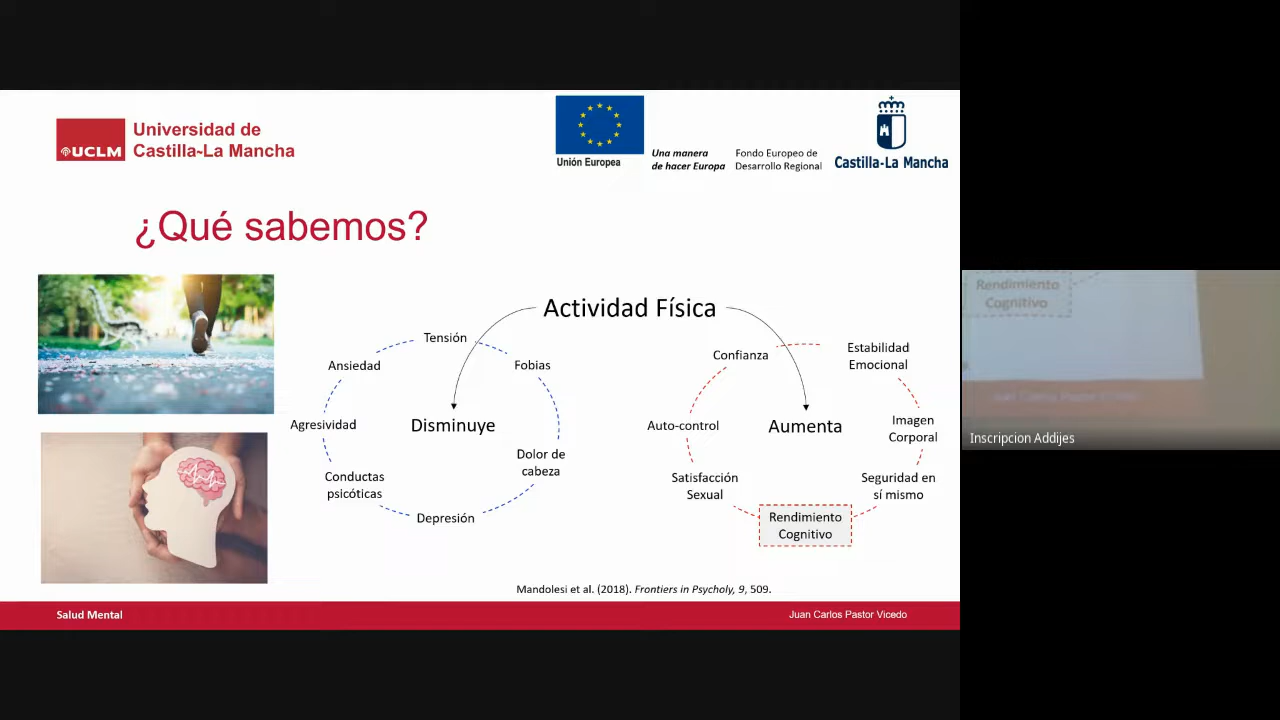 UCLM
Universidad de
Castilla-La Mancha
Unión Europea
Una manera
de hacer Europa
Fondo Europeo de
Desarrollo Regional
Castilla-La Mancha
¿Qué sabemos?
Actividad Física
Tensión
Ansiedad
Fobias
Agresividad
Disminuye
Dolor de
cabeza
Conductas
psicóticas
Depresión
Confianza
Estabilidad
Emocional
Auto-control
Aumenta
Imagen
Corporal
Satisfacción
Sexual
Seguridad en
sí mismo
Rendimiento
Cognitivo
Mandolesi et al. (2018). Frontiers in Psycholy, 9, 509.
Salud Mental
Juan Carlos Pastor Vicedo
Rendimiento
Cognitivo
Inscripcion Addijes